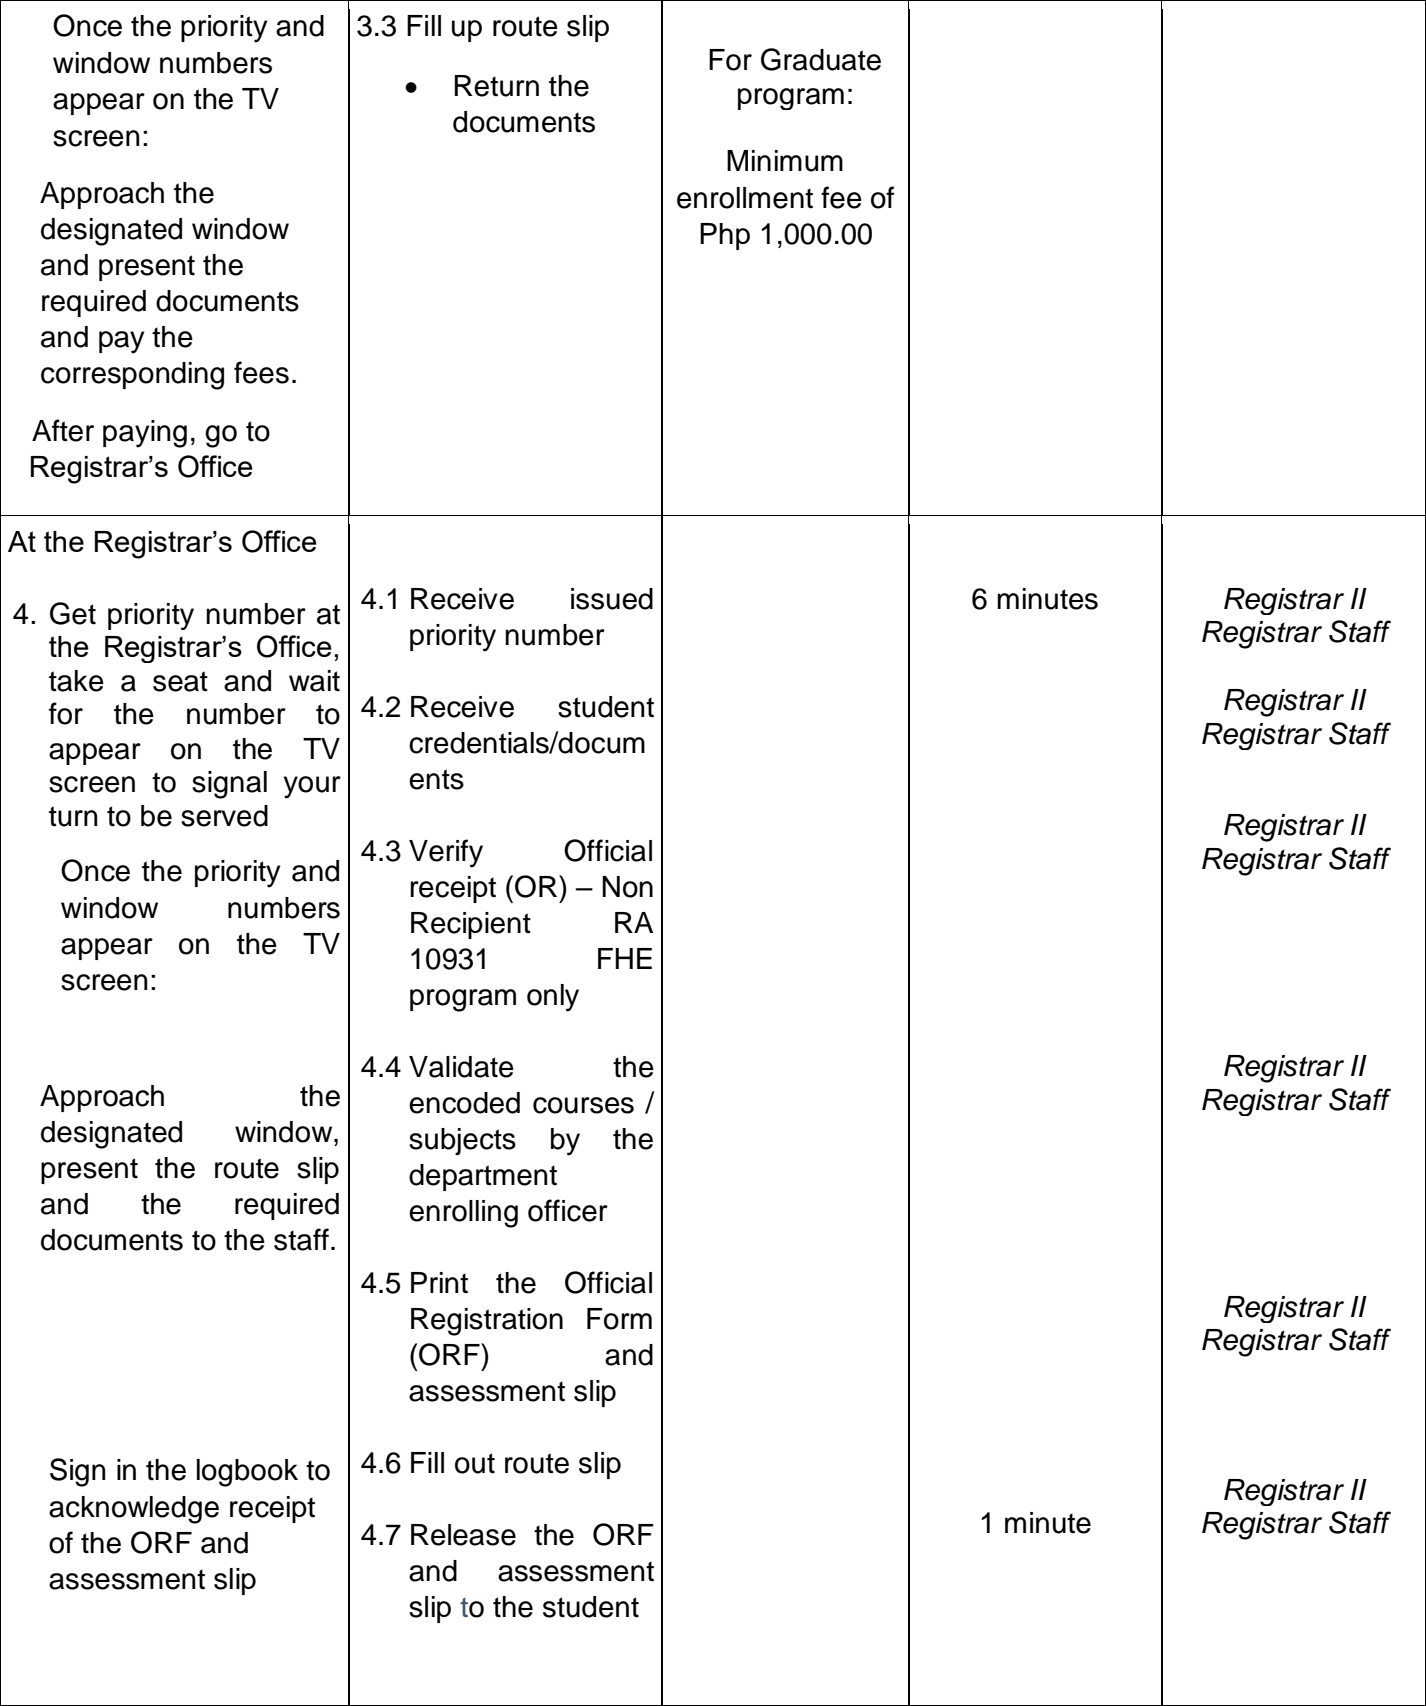 Once the priority and
window numbers
appear on the TV
screen:
Approach the
designated window
and present the
required documents
and pay the
corresponding fees.
After paying, go to
Registrar’s Office
3.3 Fill up route slip
• Return the
documents
For Graduate
program:
Minimum
enrollment fee of
Php 1,000.00
At the Registrar’s Office
4. Get priority number at
the Registrar’s Office,
take a seat and wait
for the number to
appear on the TV
screen to signal your
turn to be served
Once the priority and
window numbers
appear on the TV
screen:
Approach the
designated window,
present the route slip
and the required
documents to the staff.
Sign in the logbook to
acknowledge receipt
of the ORF and
assessment slip
4.1 Receive issued
priority number
4.2 Receive student
credentials/docum
ents
4.3 Verify Official
receipt (OR) – Non
Recipient RA
10931 FHE
program only
4.4 Validate the
encoded courses /
subjects by the
department
enrolling officer
4.5 Print the Official
Registration Form
(ORF) and
assessment slip
4.6 Fill out route slip
4.7 Release the ORF
and assessment
slip to the student
6 minutes
1 minute
Registrar II
Registrar Staff
Registrar II
Registrar Staff
Registrar II
Registrar Staff
Registrar II
Registrar Staff
Registrar II
Registrar Staff
Registrar II
Registrar Staff